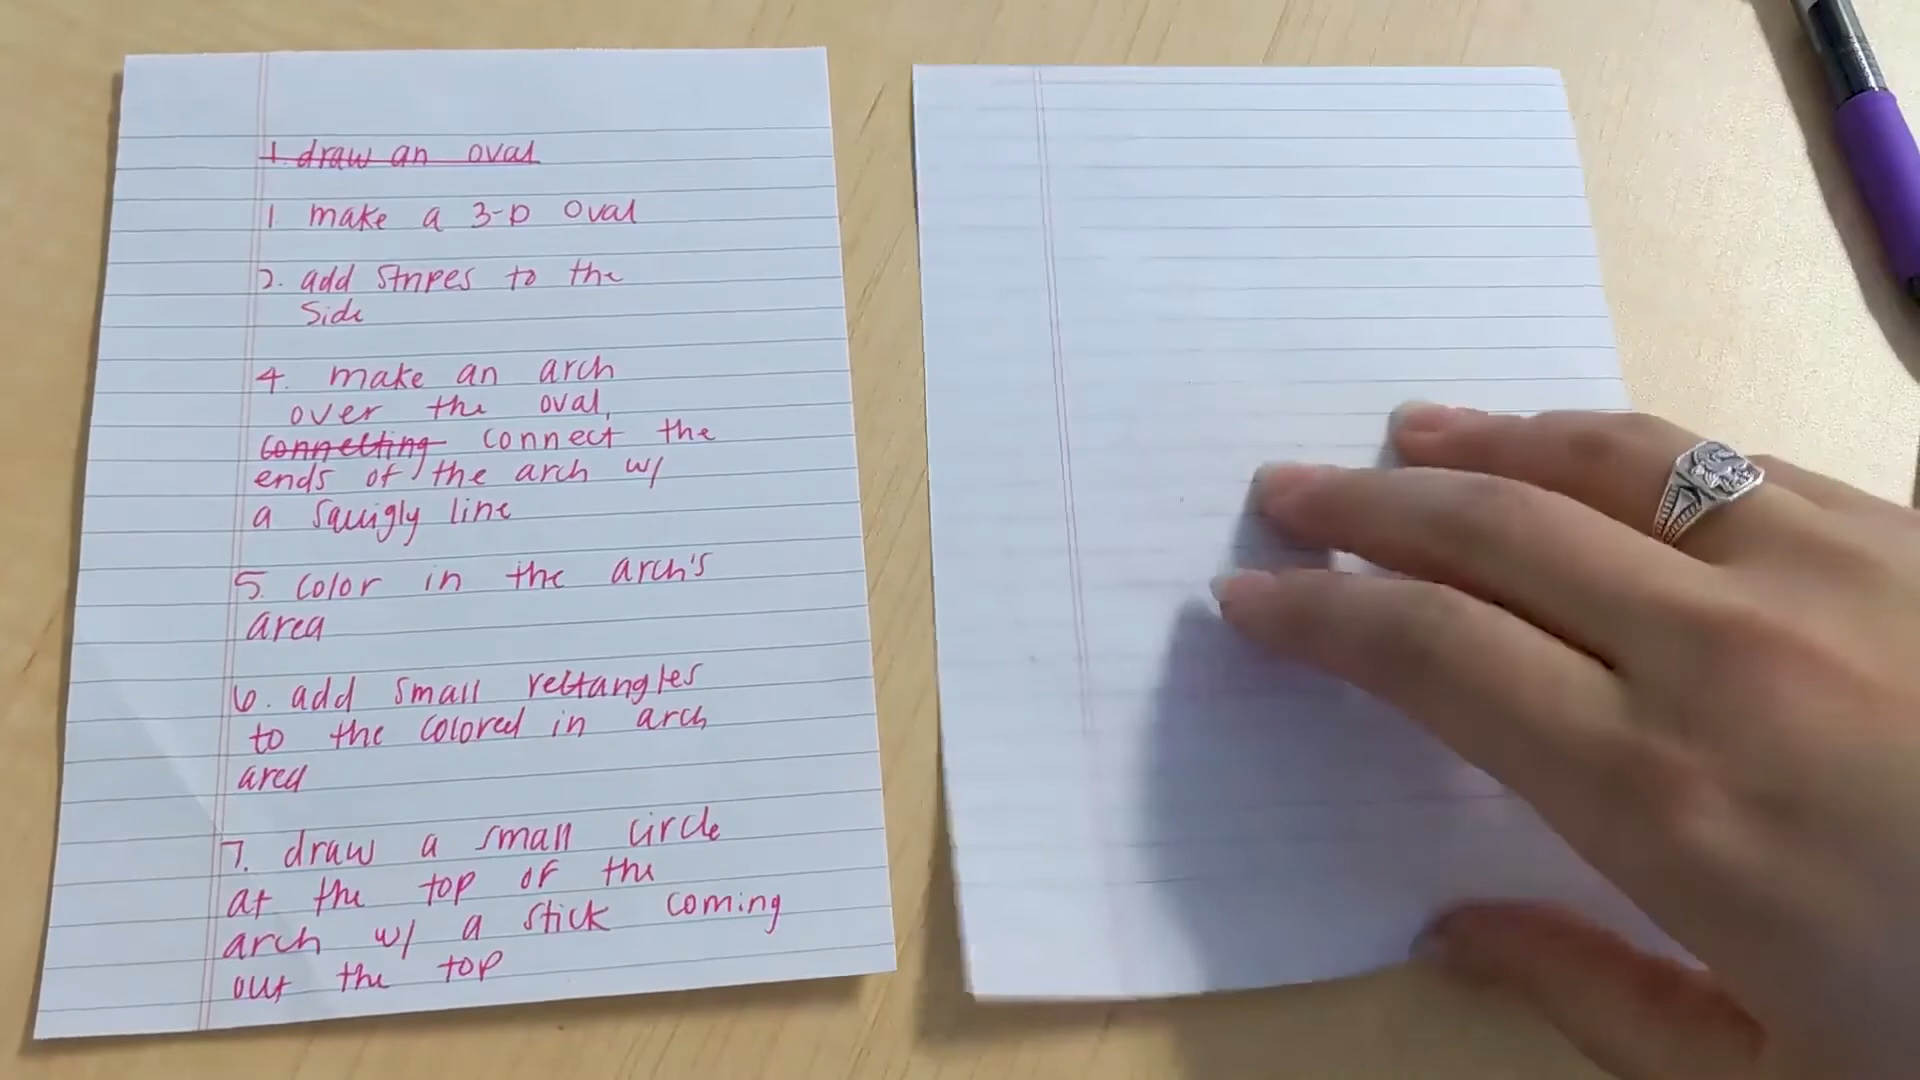 1. draw an oval
1 make a 3-D Oval
2. add stripes to the
side
4. make an arch
over the oval,
connecting connect the
ends of the arch w/
a squigly line
5. color in the arch's
area
6. add small rectangles
to the colored in arch
area
7. draw a small circle
at the top of the
arch w/ a stick coming
out the top